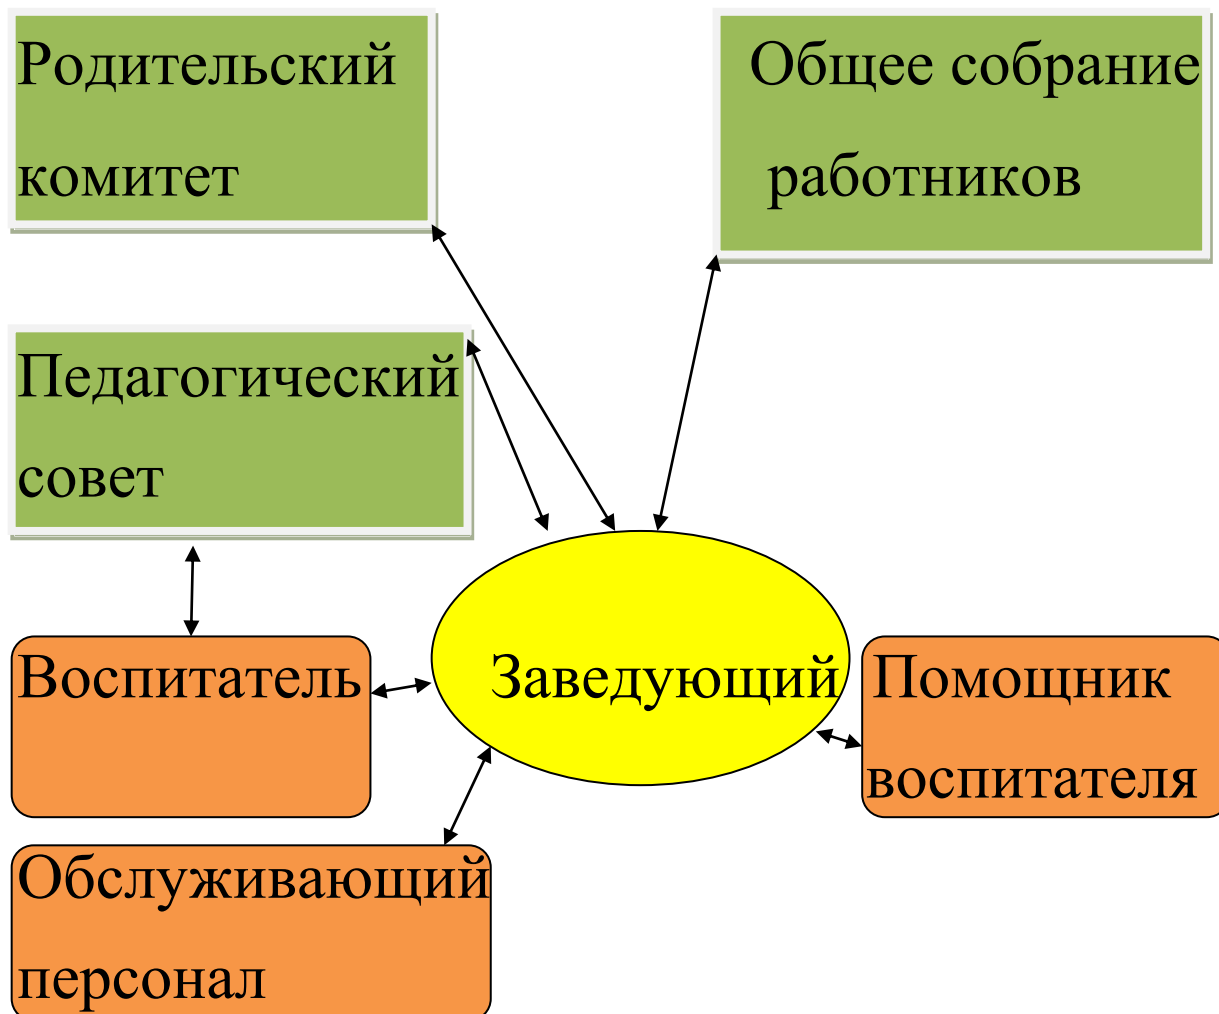 Родительский
комитет
Общее собрание
работников
Педагогический
совет
Воспитатель
Заведующий
Помощник
воспитателя
Обслуживающий
персонал